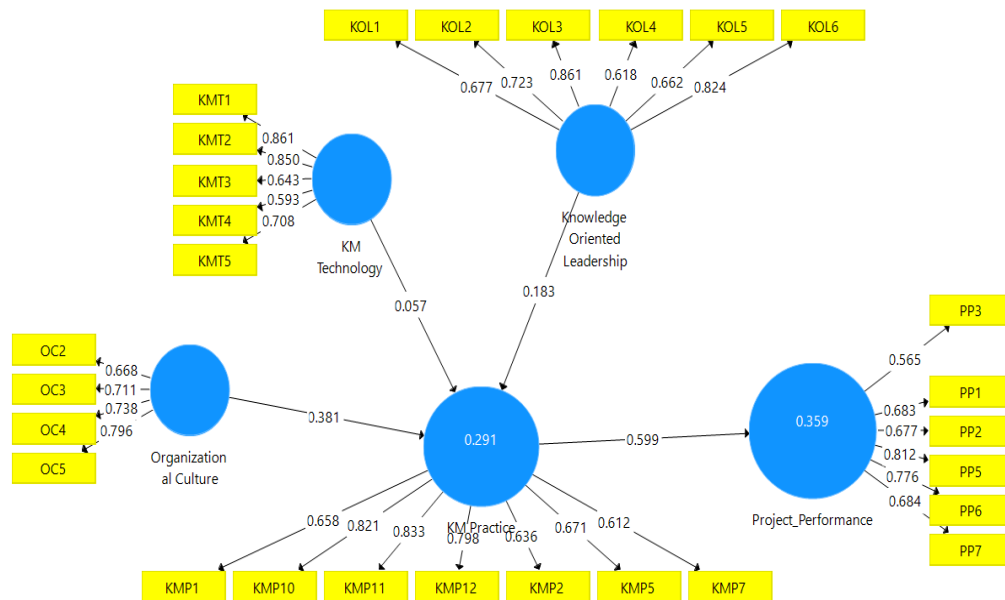 KOL1 KOL2 KOL3 KOL4 KOL5 KOL6
0.677 0.723 0.861 0.618 0.662 0.824
KMT1
KMT2
KMT3
KMT4
KMT5
0.861
0.850
0.643
0.593
0.708
KM
Technology
Knowledge
Oriented
Leadership
0.057
0.183
OC2
OC3
OC4
OC5
0.668
0.711
0.738
0.796
Organization
al Culture
0.381
0.291
KM Practice
0.599
0.359
Project_Performance
PP3
PP1
PP2
PP5
PP6
PP7
0.565
0.683
0.677
0.812
0.776
0.684
0.658 0.821 0.833 0.798 0.636 0.671 0.612
KMP1 KMP10 KMP11 KMP12 KMP2 KMP5 KMP7